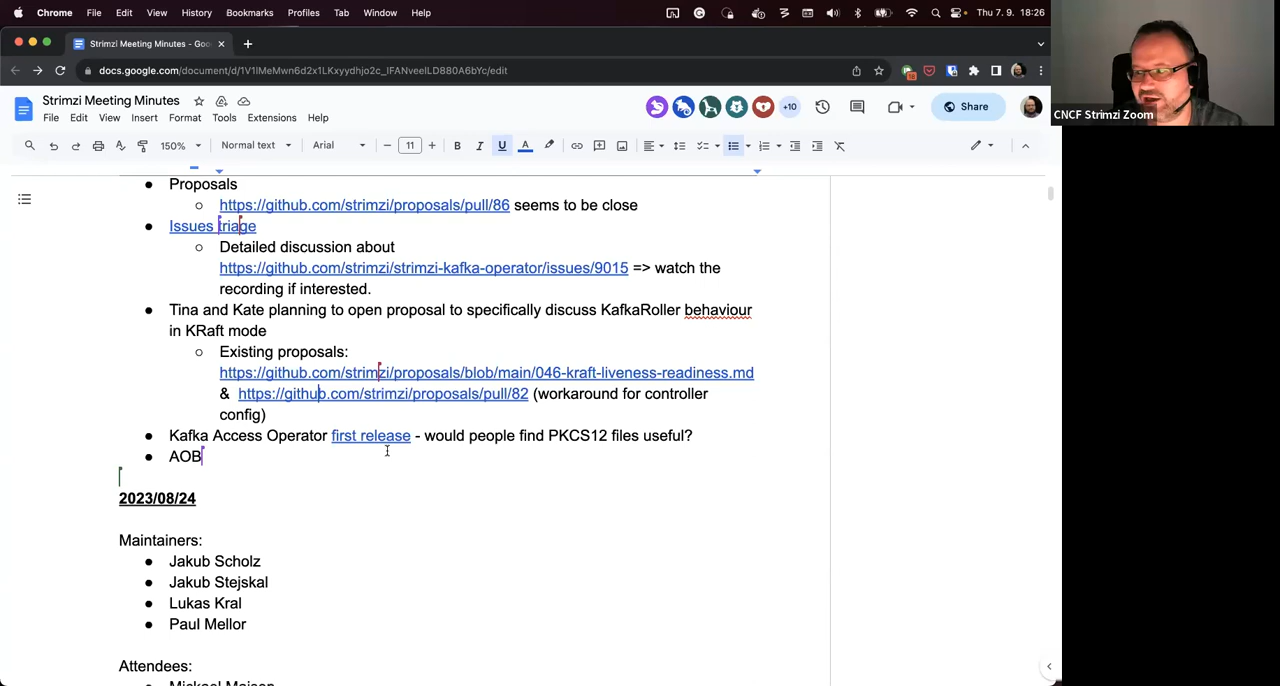 Chrome File Edit View History Bookmarks Profiles Tab Window Help Thu 7. 9. 18:26
Strimzi Meeting Minutes - Goo
docs.google.com/document/d/1V1lMeMwn6d2x1LKxyydhjo2c_IFANveelLD880A6bYc/edit
Strimzi Meeting Minutes
+10
Share
File Edit View Insert Format Tools Extensions Help
150% Normal text Arial 11
Proposals
https://github.com/strimzi/proposals/pull/86 seems to be close
Issues triage
Detailed discussion about
https://github.com/strimzi/strimzi-kafka-operator/issues/9015 => watch the
recording if interested.
Tina and Kate planning to open proposal to specifically discuss KafkaRoller behaviour
in KRaft mode
Existing proposals:
https://github.com/strimzi/proposals/blob/main/046-kraft-liveness-readiness.md
& https://github.com/strimzi/proposals/pull/82 (workaround for controller
config)
Kafka Access Operator first release - would people find PKCS12 files useful?
AOB
2023/08/24
Maintainers:
Jakub Scholz
Jakub Stejskal
Lukas Kral
Paul Mellor
Attendees:
Mickael Maison
CNCF Strimzi Zoom